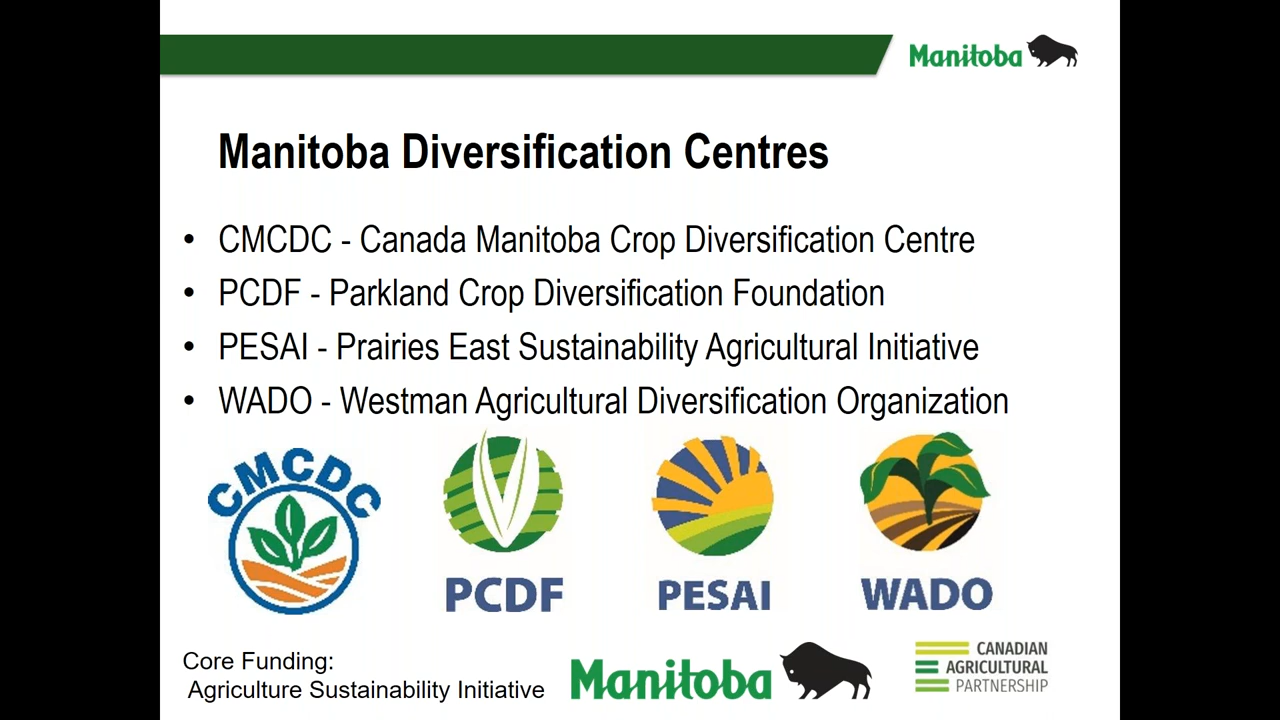 Manitoba
Manitoba Diversification Centres
• CMCDC - Canada Manitoba Crop Diversification Centre
• PCDF - Parkland Crop Diversification Foundation
• PESAI - Prairies East Sustainability Agricultural Initiative
• WADO - Westman Agricultural Diversification Organization
CMCDC
PCDF
PESAI
WADO
Core Funding:
Agriculture Sustainability Initiative
Manitoba
CANADIAN
AGRICULTURAL
PARTNERSHIP